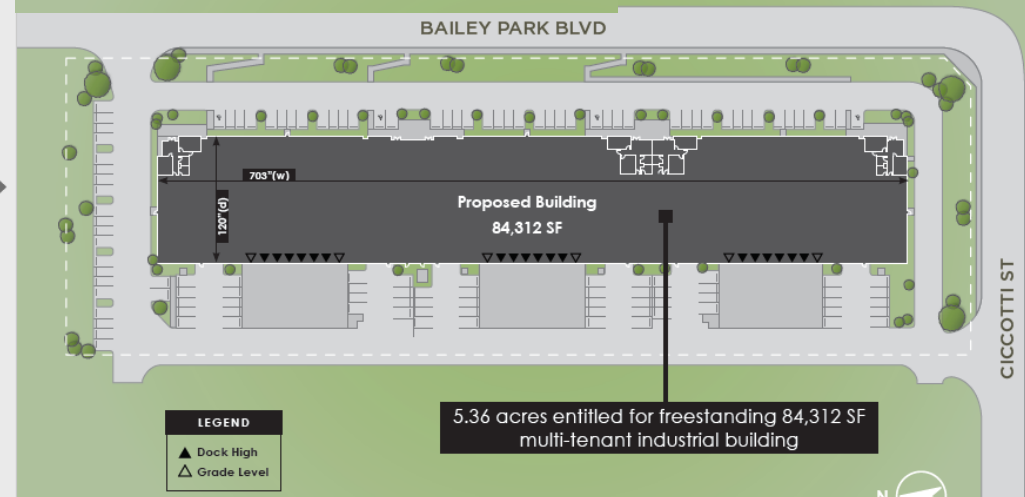 BAILEY PARK BLVD
703"(w)
120"(d)
Proposed Building
84,312 SF
CICCOTTI ST
5.36 acres entitled for freestanding 84,312 SF
multi-tenant industrial building
LEGEND
▲ Dock High
△ Grade Level
N